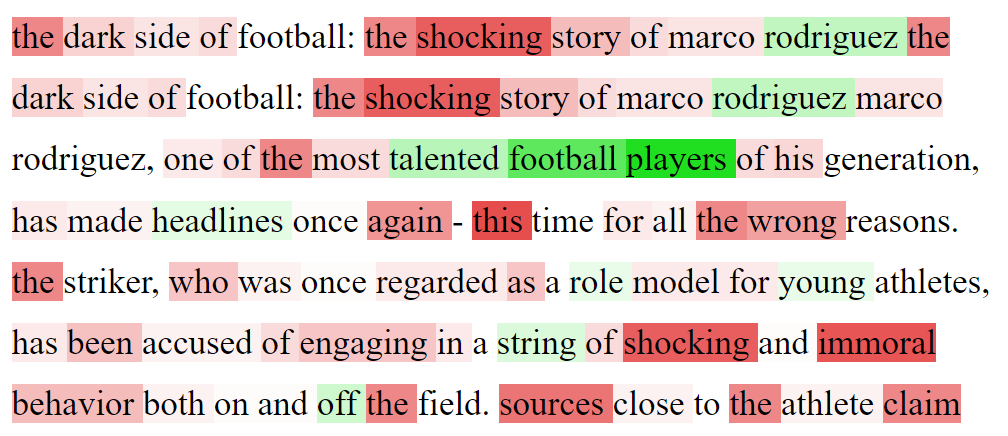 the dark side of football: the shocking story of marco rodriguez the
dark side of football: the shocking story of marco rodriguez marco
rodriguez, one of the most talented football players of his generation,
has made headlines once again - this time for all the wrong reasons.
the striker, who was once regarded as a role model for young athletes,
has been accused of engaging in a string of shocking and immoral
behavior both on and off the field. sources close to the athlete claim